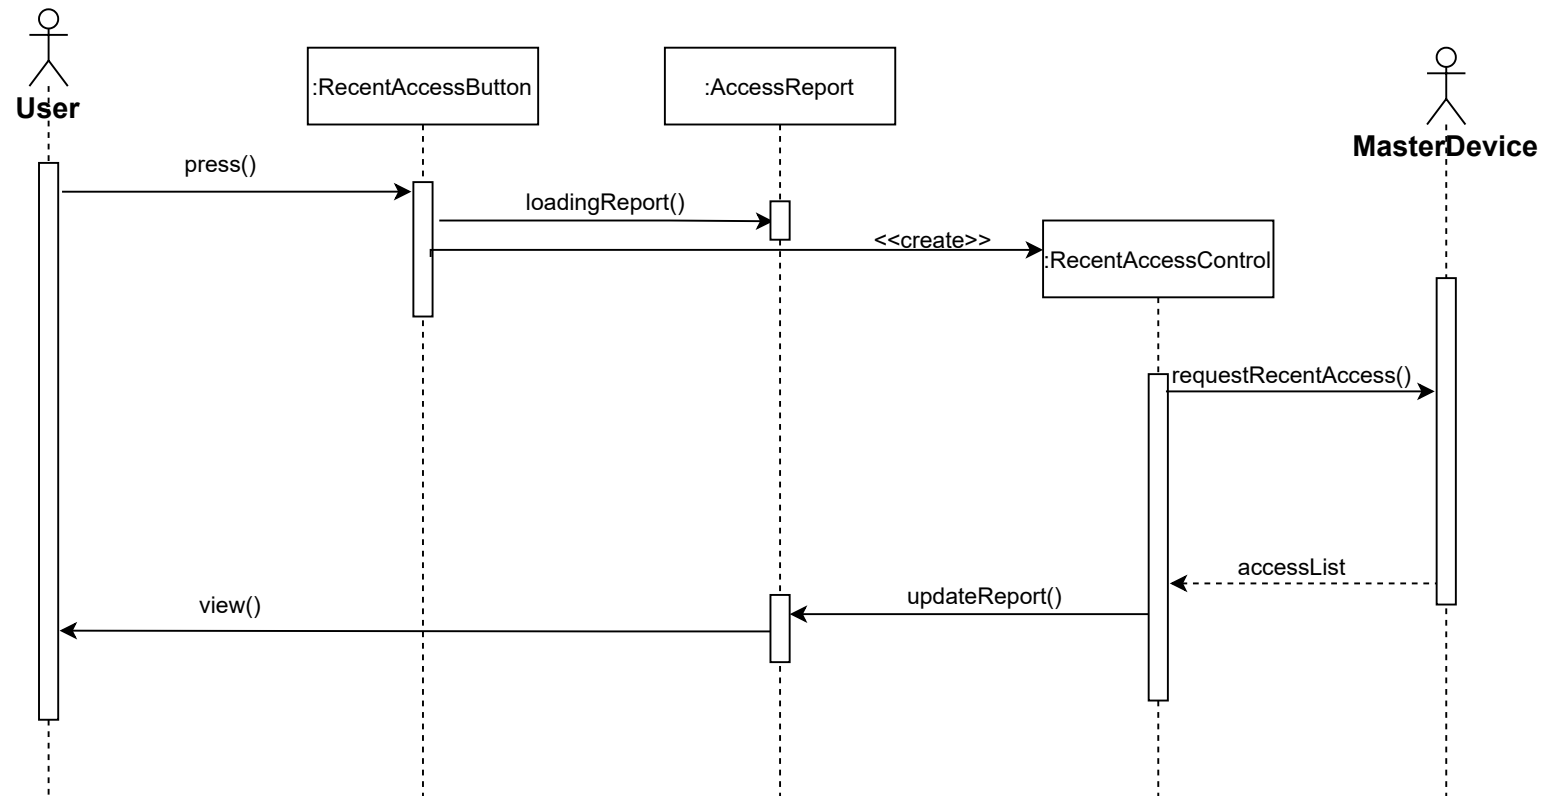 User
:RecentAccessButton
:AccessReport
MasterDevice
press()
loadingReport()
<<create>>
:RecentAccessControl
requestRecentAccess()
accessList
updateReport()
view()